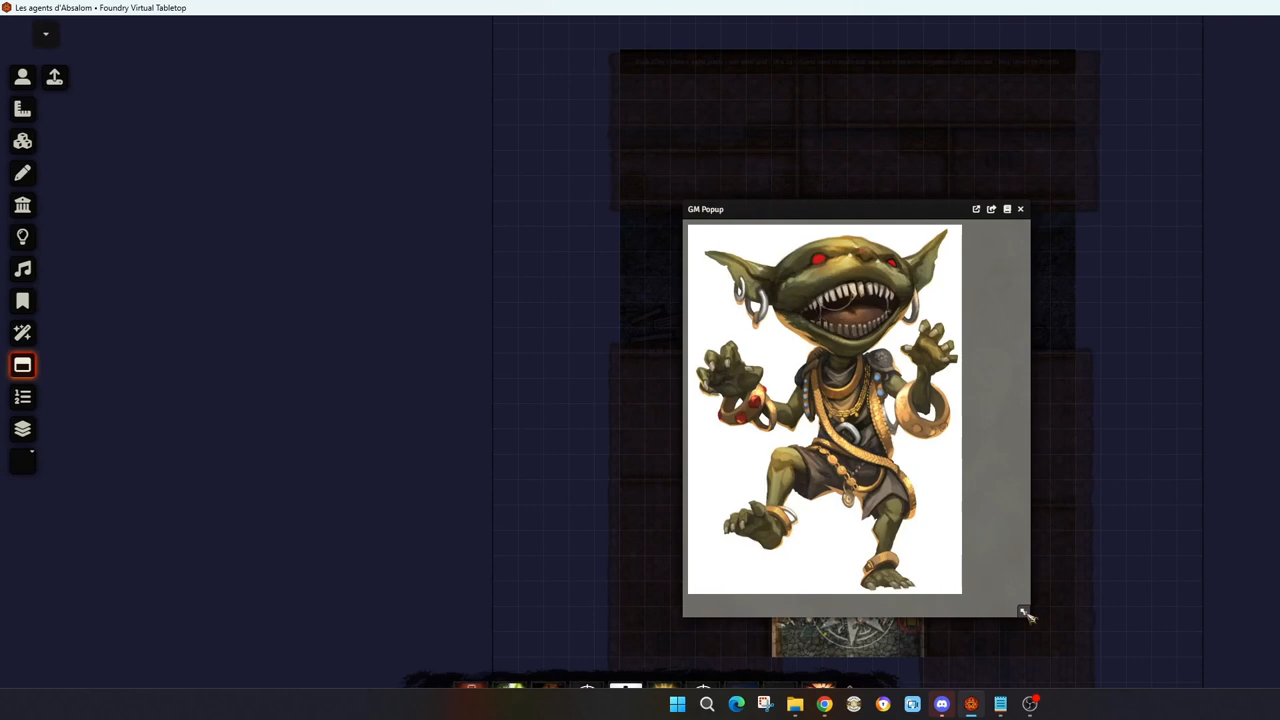 Les agents d'Absalom • Foundry Virtual Tabletop
GM Popup